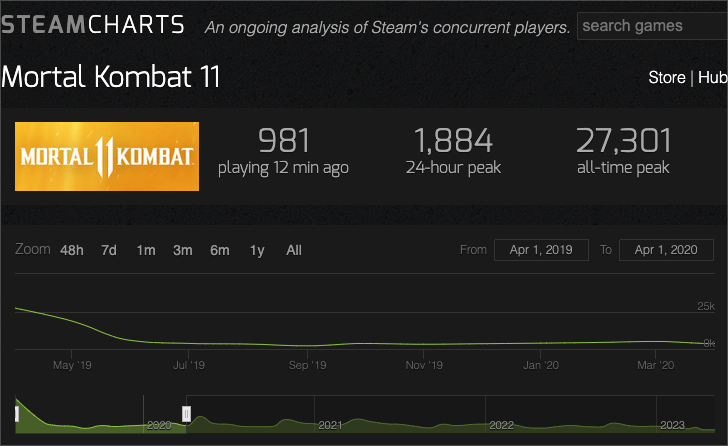 STEAMCHARTS An ongoing analysis of Steam's concurrent players. search games
Mortal Kombat 11 Store | Hub
MORTAL 11 KOMBAT
981 1,884 27,301
playing 12 min ago 24-hour peak all-time peak
Zoom 48h 7d 1m 3m 6m 1y All From Apr 1, 2019 To Apr 1, 2020
25k
0k
May '19 Jul '19 Sep '19 Nov '19 Jan '20 Mar '20
2020 2021 2022 2023